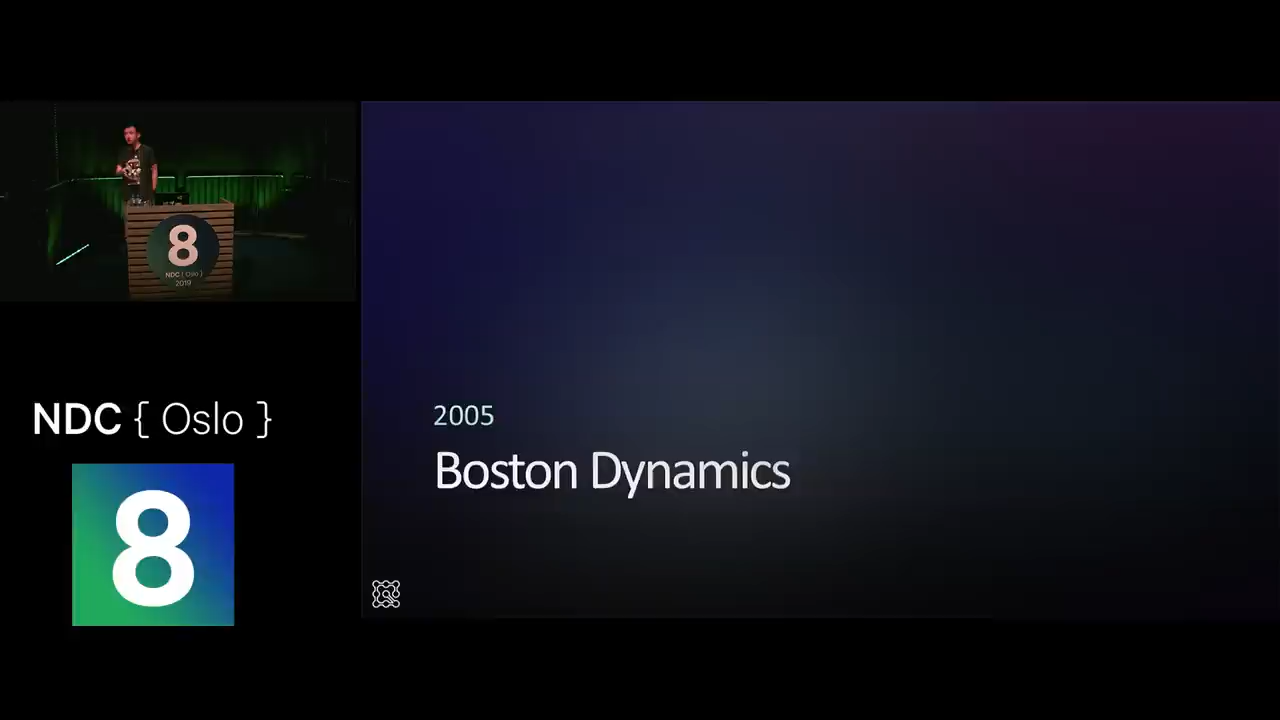 8
NDC { Oslo }
2019
NDC { Oslo }
8
2005
Boston Dynamics